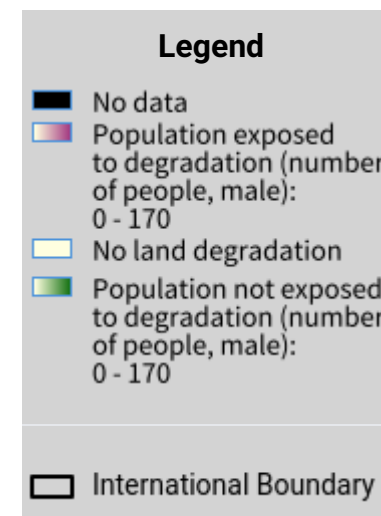 Legend
No data
Population exposed
to degradation (number
of people, male):
0 - 170
No land degradation
Population not exposed
to degradation (number
of people, male):
0 - 170
International Boundary